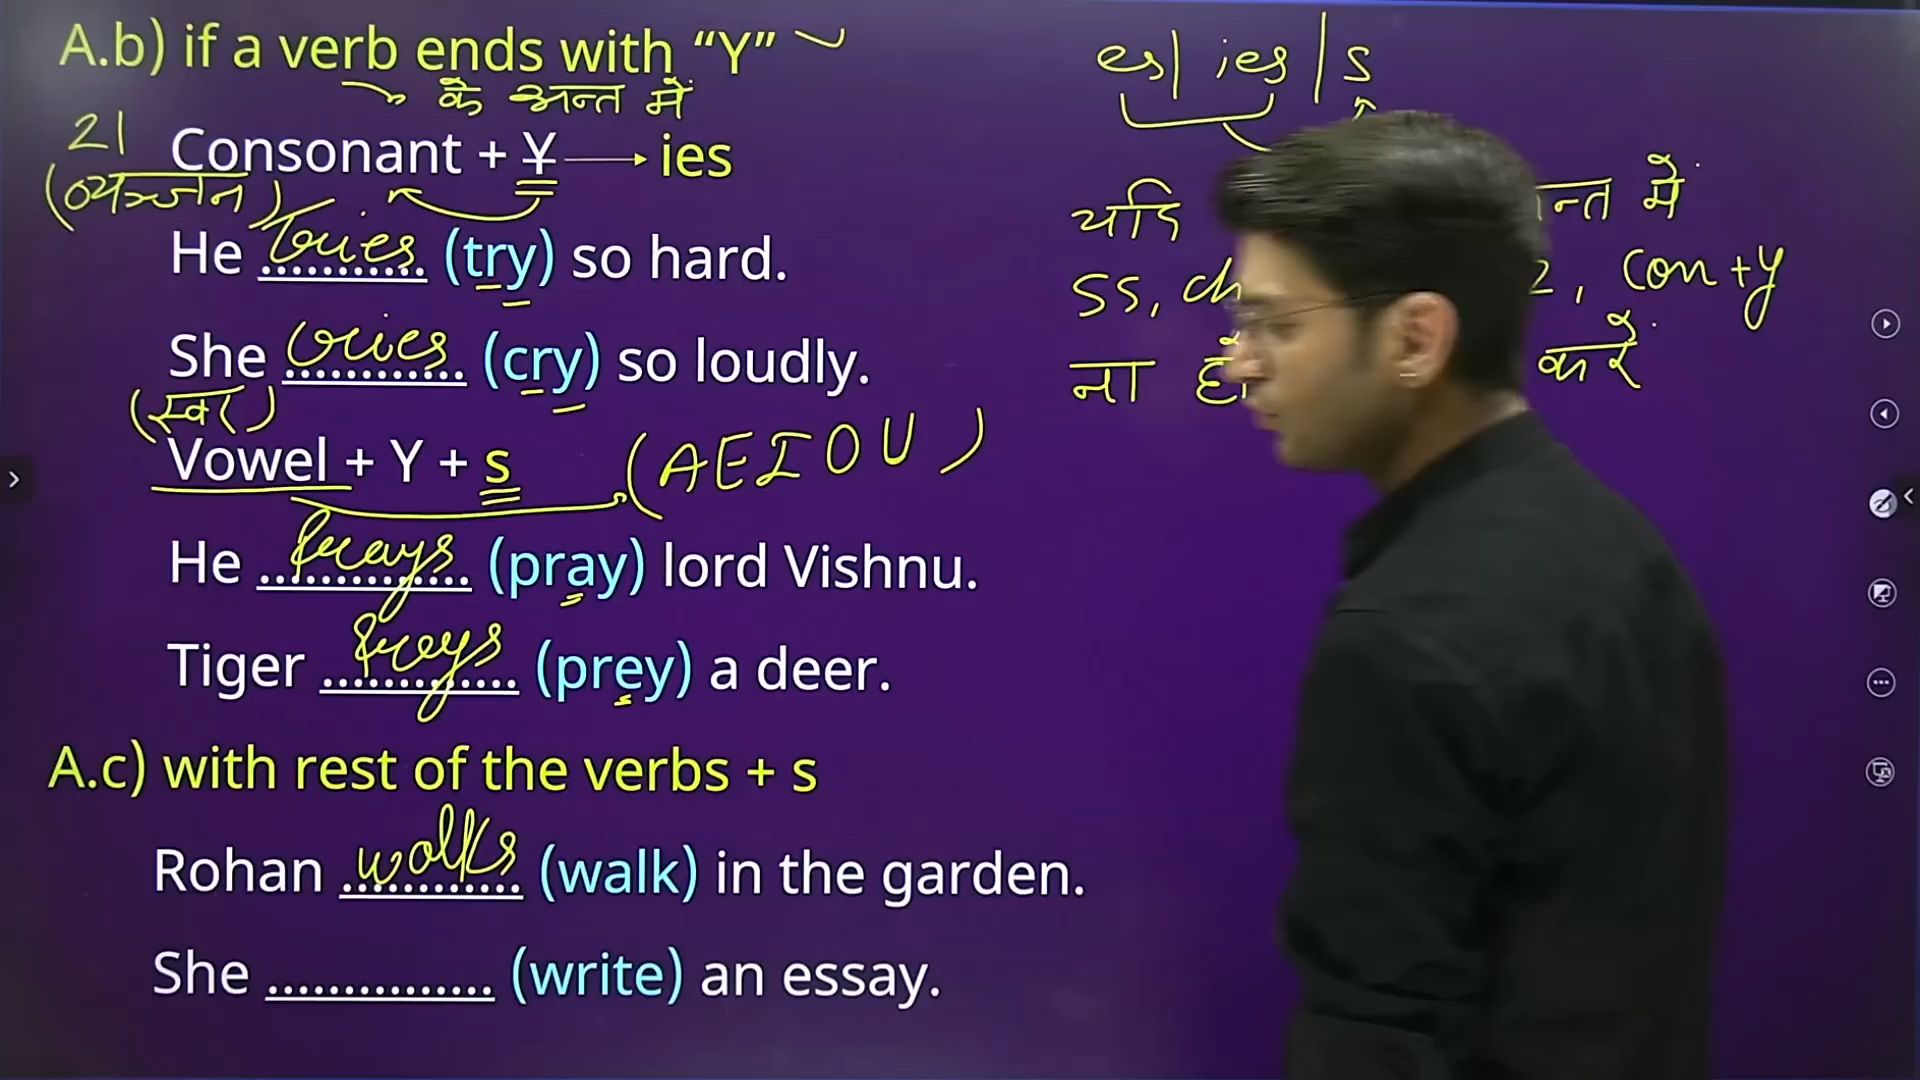 A.b) if a verb ends with “Y”
के अन्त में
21
Consonant + Y → ies
(व्यञ्जन)
He tries (try) so hard.
She cries (cry) so loudly.
(स्वर)
Vowel + Y + s (A E I O U)
He prays (pray) lord Vishnu.
Tiger preys (prey) a deer.
A.c) with rest of the verbs + s
Rohan walks (walk) in the garden.
She ............... (write) an essay.
es| ies | s
यदि में
ss, ch , con + y
ना करे